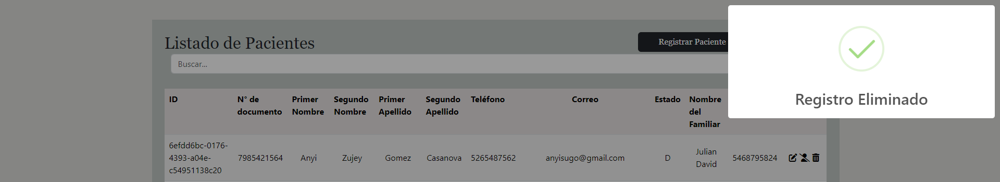 Listado de Pacientes
Registrar Paciente
Buscar...
Registro Eliminado
ID
N° de documento
Primer Nombre
Segundo Nombre
Primer Apellido
Segundo Apellido
Teléfono
Correo
Estado
Nombre del Familiar
6efdd6bc-0176-
4393-a04e-
c54951138c20
7985421564
Anyi
Zujey
Gomez
Casanova
5265487562
anyisugo@gmail.com
D
Julian
David
5468795824